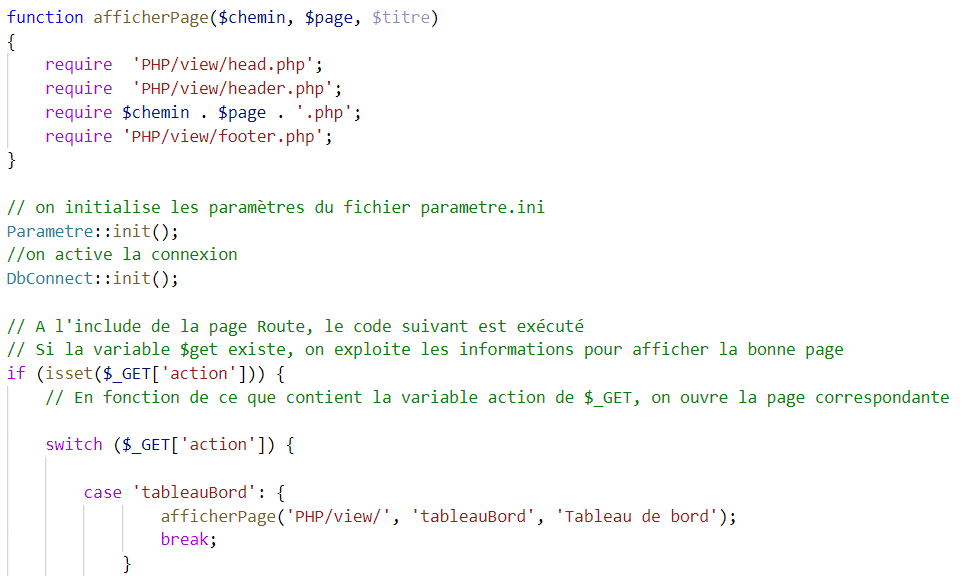 function afficherPage($chemin, $page, $titre)
{
    require  'PHP/view/head.php';
    require  'PHP/view/header.php';
    require $chemin . $page . '.php';
    require 'PHP/view/footer.php';
}
// on initialise les paramètres du fichier parametre.ini
Parametre::init();
//on active la connexion
DbConnect::init();
// A l'include de la page Route, le code suivant est exécuté
// Si la variable $get existe, on exploite les informations pour afficher la bonne page
if (isset($_GET['action'])) {
    // En fonction de ce que contient la variable action de $_GET, on ouvre la page correspondante
    switch ($_GET['action']) {
        case 'tableauBord': {
                afficherPage('PHP/view/', 'tableauBord', 'Tableau de bord');
                break;
            }